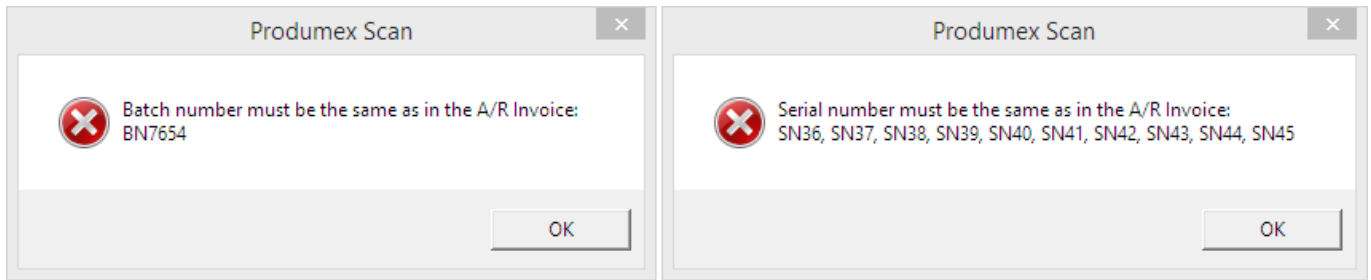 Produmex Scan
Batch number must be the same as in the A/R Invoice:
BN7654
OK
Produmex Scan
Serial number must be the same as in the A/R Invoice:
SN36, SN37, SN38, SN39, SN40, SN41, SN42, SN43, SN44, SN45
OK